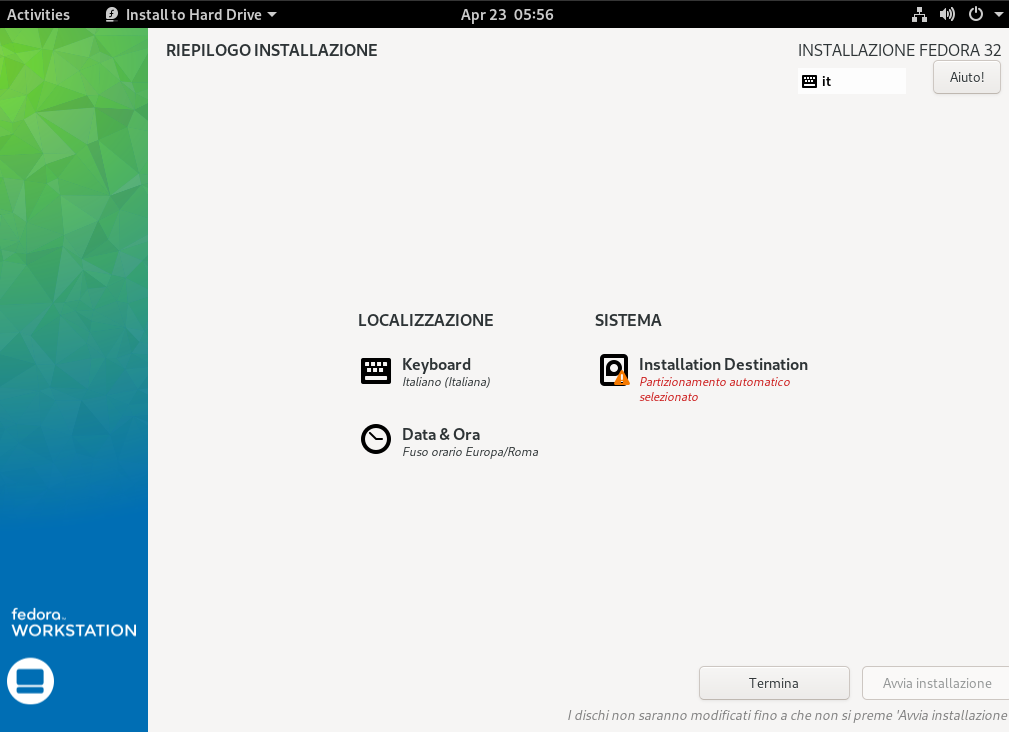 Activities Install to Hard Drive Apr 23 05:56
RIEPILOGO INSTALLAZIONE
INSTALLAZIONE FEDORA 32
it
Aiuto!
LOCALIZZAZIONE
Keyboard
Italiano (Italiana)
Data & Ora
Fuso orario Europa/Roma
SISTEMA
Installation Destination
Partizionamento automatico
selezionato
fedora™
WORKSTATION
Termina
Avvia installazione
I dischi non saranno modificati fino a che non si preme 'Avvia installazione